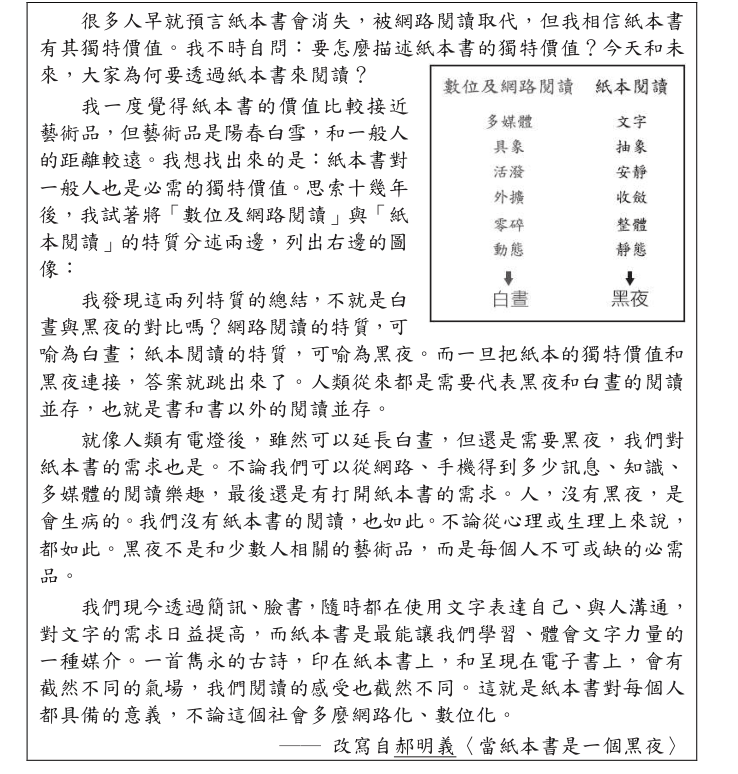 很多人早就預言紙本書會消失，被網路閱讀取代，但我相信紙本書
有其獨特價值。我不時自問：要怎麼描述紙本書的獨特價值？今天和未
來，大家為何要透過紙本書來閱讀？
我一度覺得紙本書的價值比較接近
藝術品，但藝術品是陽春白雪，和一般人
的距離較遠。我想找出來的是：紙本書對
一般人也是必需的獨特價值。思索十幾年
後，我試著將「數位及網路閱讀」與「紙
本閱讀」的特質分述兩邊，列出右邊的圖
像：
數位及網路閱讀 紙本閱讀
多媒體 文字
具象 抽象
活潑 安靜
外擴 收斂
零碎 整體
動態 靜態
⬇ ⬇
白晝 黑夜
我發現這兩列特質的總結，不就是白
晝與黑夜的對比嗎？網路閱讀的特質，可
喻為白晝；紙本閱讀的特質，可喻為黑夜。而一旦把紙本的獨特價值和
黑夜連接，答案就跳出來了。人類從來都是需要代表黑夜和白晝的閱讀
並存，也就是書和書以外的閱讀並存。
就像人類有電燈後，雖然可以延長白晝，但還是需要黑夜，我們對
紙本書的需求也是。不論我們可以從網路、手機得到多少訊息、知識、
多媒體的閱讀樂趣，最後還是有打開紙本書的需求。人，沒有黑夜，是
會生病的。我們沒有紙本書的閱讀，也如此。不論從心理或生理上來說，
都如此。黑夜不是和少數人相關的藝術品，而是每個人不可或缺的必需
品。
我們現今透過簡訊、臉書，隨時都在使用文字表達自己、與人溝通，
對文字的需求日益提高，而紙本書是最能讓我們學習、體會文字力量的
一種媒介。一首雋永的古詩，印在紙本書上，和呈現在電子書上，會有
截然不同的氣場，我們閱讀的感受也截然不同。這就是紙本書對每個人
都具備的意義，不論這個社會多麼網路化、數位化。
—— 改寫自郝明義〈當紙本書是一個黑夜〉